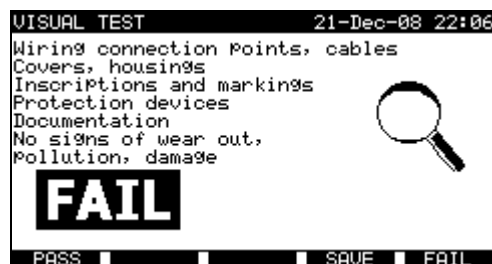 VISUAL TEST 21-Dec-08 22:06
Wiring connection points, cables
Covers, housings
Inscriptions and markings
Protection devices
Documentation
No signs of wear out,
pollution, damage
FAIL
PASS SAVE FAIL